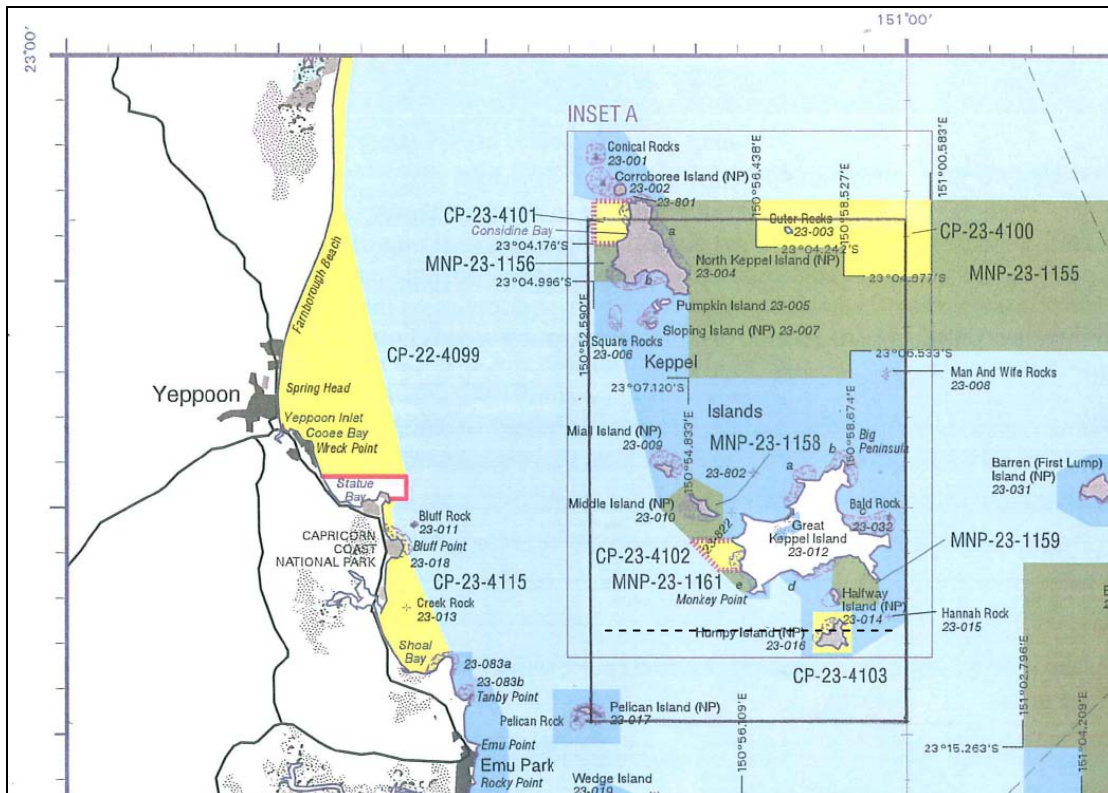 151°00'
23°00'
INSET A
Conical Rocks
23-001
Corroboree Island (NP)
23-002
23-801
CP-23-4101
Considine Bay
23°04.176'S
MNP-23-1156
23°04.996'S
a
North Keppel Island (NP)
23-004
b
150°56.438'E
Outer Rocks
23-003
23°04.242'S
150°58.527'E
151°00.583'E
CP-23-4100
23°04.877'S
MNP-23-1155
Pumpkin Island 23-005
Sloping Island (NP) 23-007
Square Rocks
23-006
150°52.590'E
Keppel
Islands
23°06.533'S
Man And Wife Rocks
23-008
23°07.120'S
150°54.833'E
150°58.674'E
Farnborough Beach
CP-22-4099
Yeppoon
Spring Head
Yeppoon Inlet
Cooee Bay
Wreck Point
Statue
Bay
Miall Island (NP)
23-009
MNP-23-1158
23-802
Big
Peninsula
a
b
Middle Island (NP)
23-010
23-822
Bald Rock
23-032
c
Great
Keppel Island
23-012
Barren (First Lump)
Island (NP)
23-031
Bluff Rock
23-011
CAPRICORN
COAST
NATIONAL PARK
Bluff Point
23-018
CP-23-4115
Creek Rock
23-013
CP-23-4102
MNP-23-1161
Monkey Point
e
d
MNP-23-1159
Halfway
Island (NP)
23-014
Hannah Rock
23-015
Humpy Island (NP)
23-016
CP-23-4103
Shoal
Bay
23-083a
23-083b
Tanby Point
Pelican Rock
Pelican Island (NP)
23-017
Emu Point
Emu Park
Rocky Point
Wedge Island
23-019
150°56.109'E
151°02.796'E
23°15.263'S
151°04.209'E